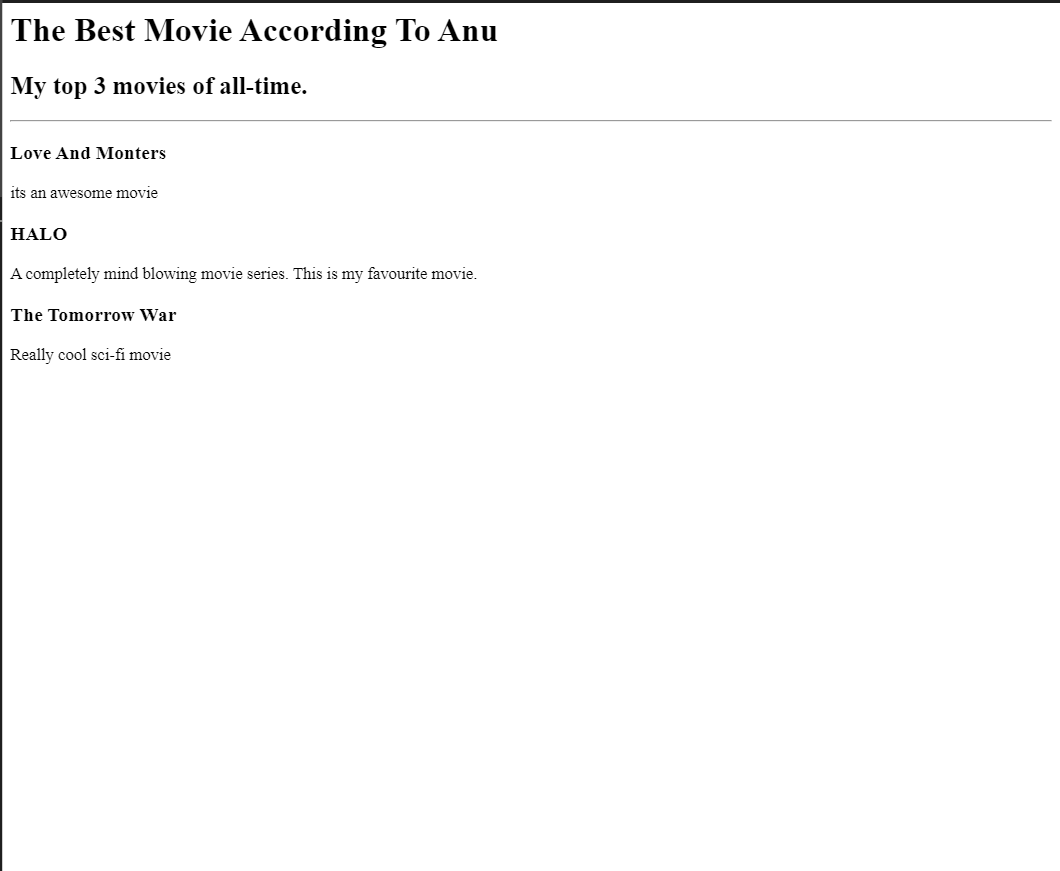 The Best Movie According To Anu
My top 3 movies of all-time.
Love And Monters
its an awesome movie
HALO
A completely mind blowing movie series. This is my favourite movie.
The Tomorrow War
Really cool sci-fi movie